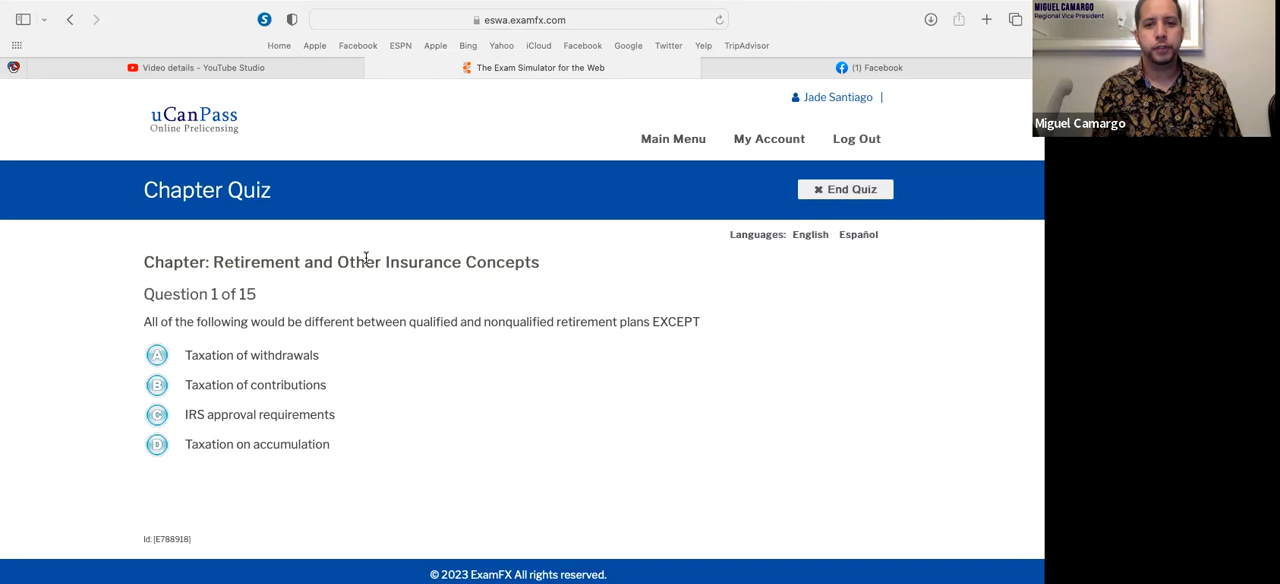 eswa.examfx.com
Home Apple Facebook ESPN Apple Bing Yahoo iCloud Facebook Google Twitter Yelp TripAdvisor
Video details - YouTube Studio
The Exam Simulator for the Web
(1) Facebook
MIGUEL CAMARGO
Regional Vice President
Miguel Camargo
uCanPass
Online Prelicensing
Jade Santiago |
Main Menu My Account Log Out
Chapter Quiz
✖ End Quiz
Languages: English Español
Chapter: Retirement and Other Insurance Concepts
Question 1 of 15
All of the following would be different between qualified and nonqualified retirement plans EXCEPT
A Taxation of withdrawals
B Taxation of contributions
C IRS approval requirements
D Taxation on accumulation
Id: [E788918]
© 2023 ExamFX All rights reserved.